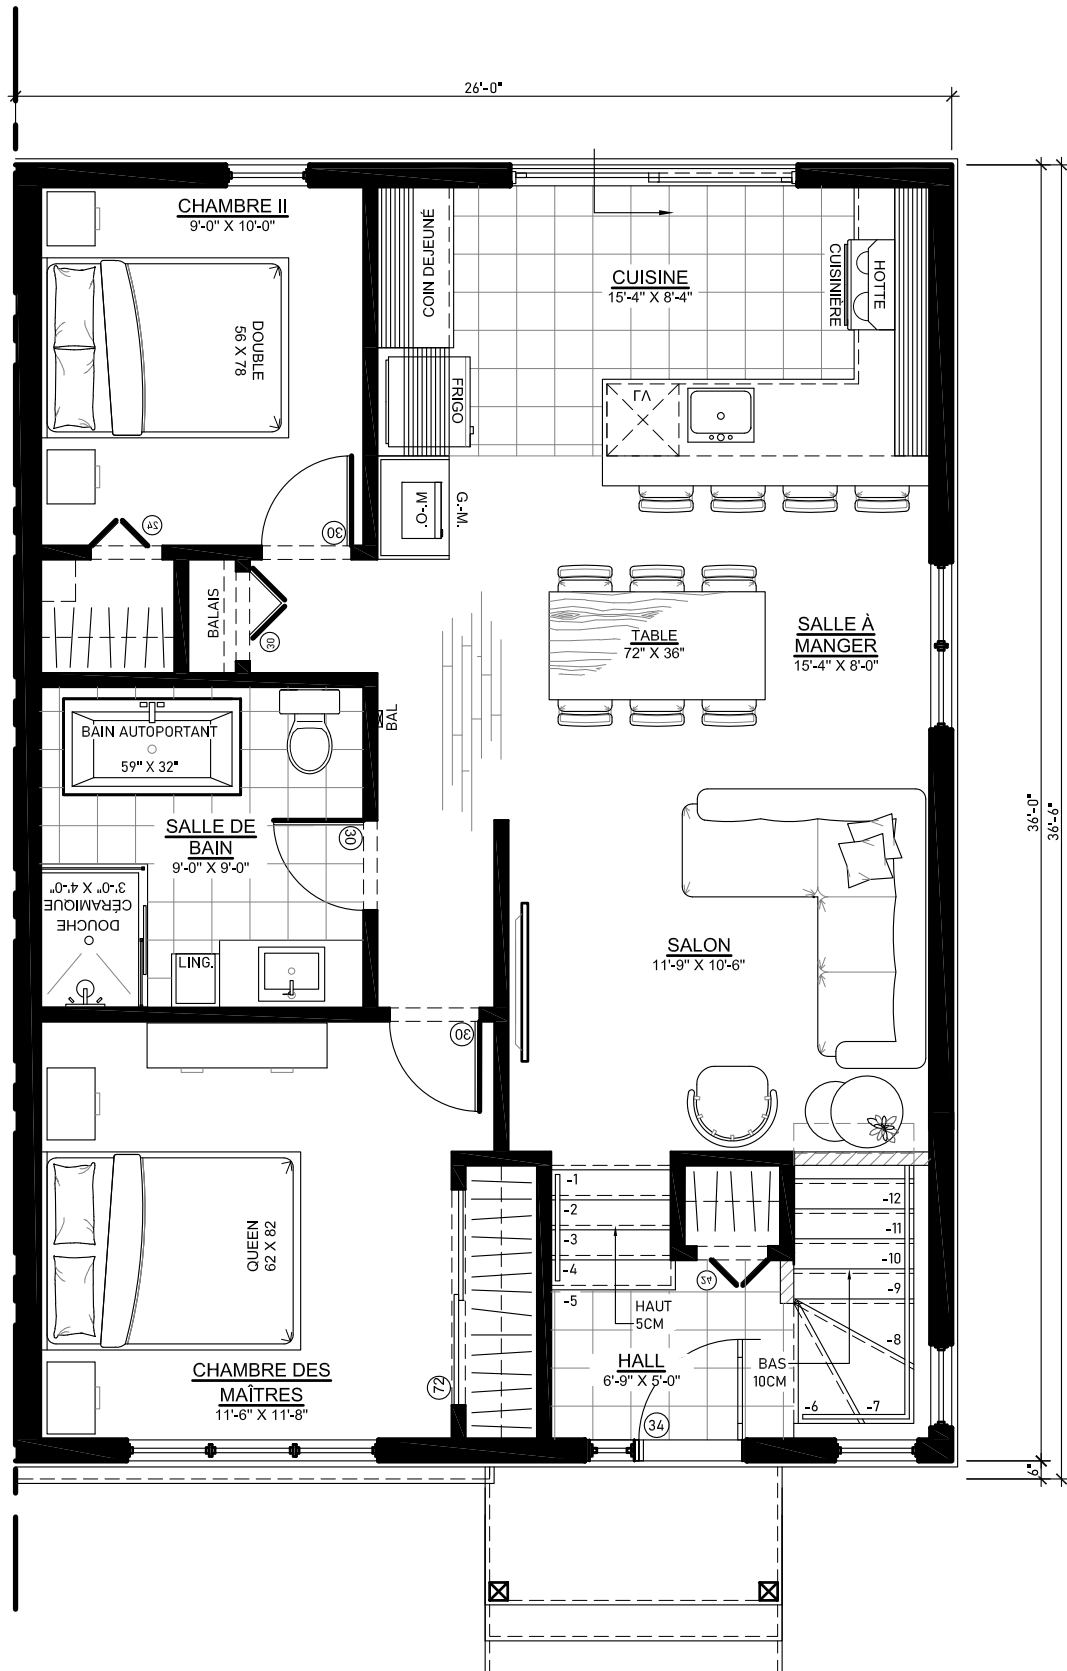 26'-0"
CHAMBRE II
9'-0" X 10'-0"
COIN DEJEUNÉ
CUISINE
15'-4" X 8'-4"
CUISINIÈRE
HOTTE
DOUBLE
56 X 78
FRIGO
LV
M.-O.
G.-M.
24
30
BALAIS
30
TABLE
72" X 36"
SALLE À
MANGER
15'-4" X 8'-0"
BAL
BAIN AUTOPORTANT
59" X 32"
SALLE DE
BAIN
9'-0" X 9'-0"
30
36'-0"
36'-6"
DOUCHE
CÉRAMIQUE
3'-0" X 4'-0"
LING.
SALON
11'-9" X 10'-6"
30
QUEEN
62 X 82
-1
-2
-3
-4
-5
-12
-11
-10
-9
-8
-7
-6
24
HAUT
5CM
HALL
6'-9" X 5'-0"
BAS
10CM
CHAMBRE DES
MAÎTRES
11'-6" X 11'-8"
72
34
6"